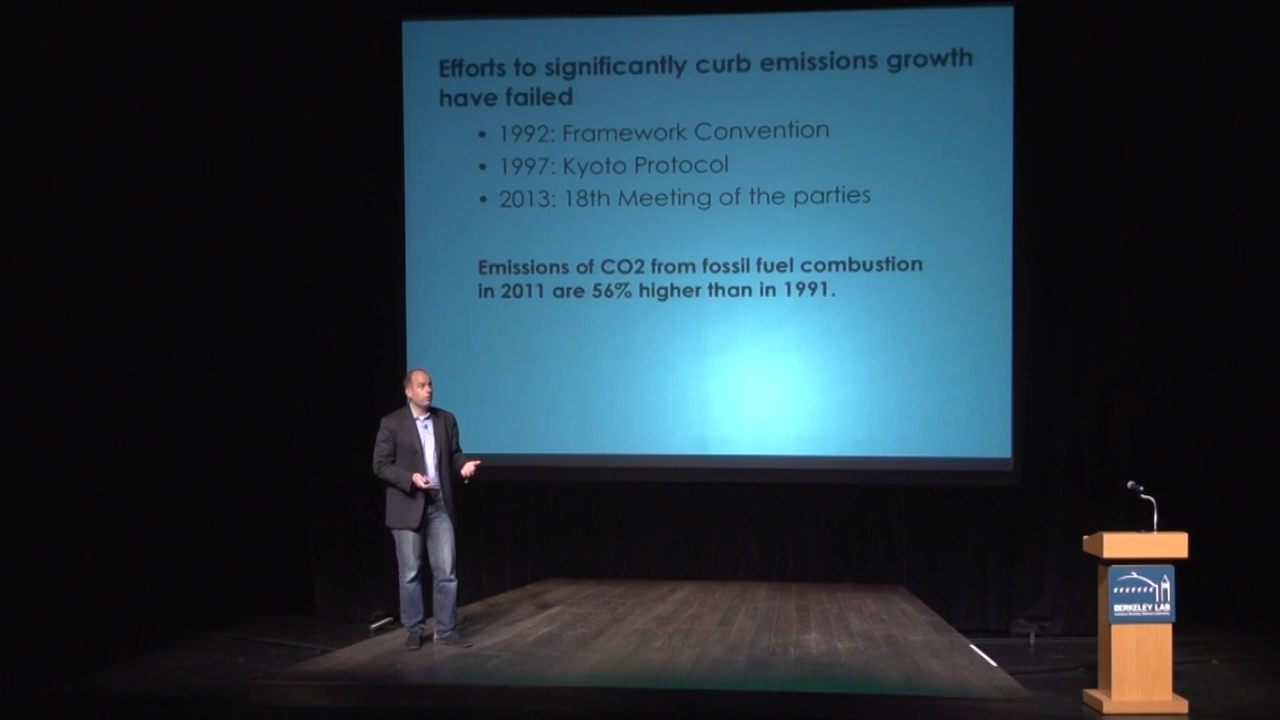 Efforts to significantly curb emissions growth
have failed
• 1992: Framework Convention
• 1997: Kyoto Protocol
• 2013: 18th Meeting of the parties
Emissions of CO2 from fossil fuel combustion
in 2011 are 56% higher than in 1991.
BERKELEY LAB